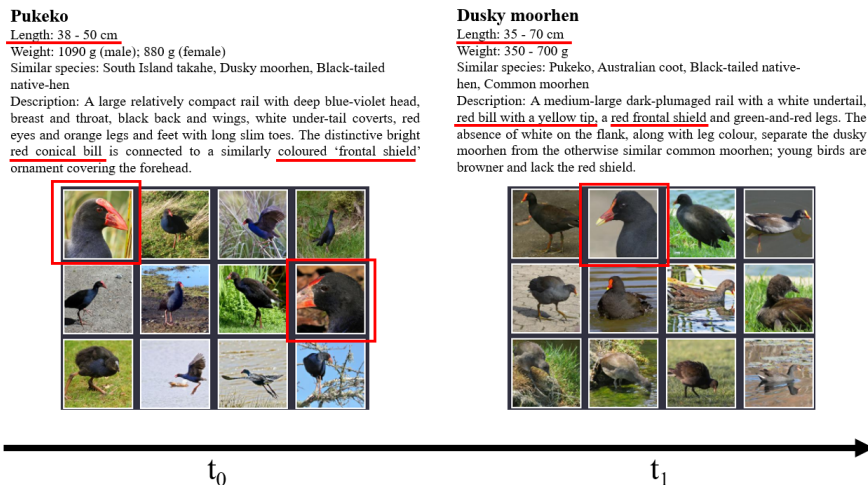 Pukeko
Length: 38 - 50 cm
Weight: 1090 g (male); 880 g (female)
Similar species: South Island takahe, Dusky moorhen, Black-tailed
native-hen
Description: A large relatively compact rail with deep blue-violet head,
breast and throat, black back and wings, white under-tail coverts, red
eyes and orange legs and feet with long slim toes. The distinctive bright
red conical bill is connected to a similarly coloured ‘frontal shield’
ornament covering the forehead.
Dusky moorhen
Length: 35 - 70 cm
Weight: 350 - 700 g
Similar species: Pukeko, Australian coot, Black-tailed native-
hen, Common moorhen
Description: A medium-large dark-plumaged rail with a white undertail,
red bill with a yellow tip, a red frontal shield and green-and-red legs. The
absence of white on the flank, along with leg colour, separate the dusky
moorhen from the otherwise similar common moorhen; young birds are
browner and lack the red shield.
t0
t1